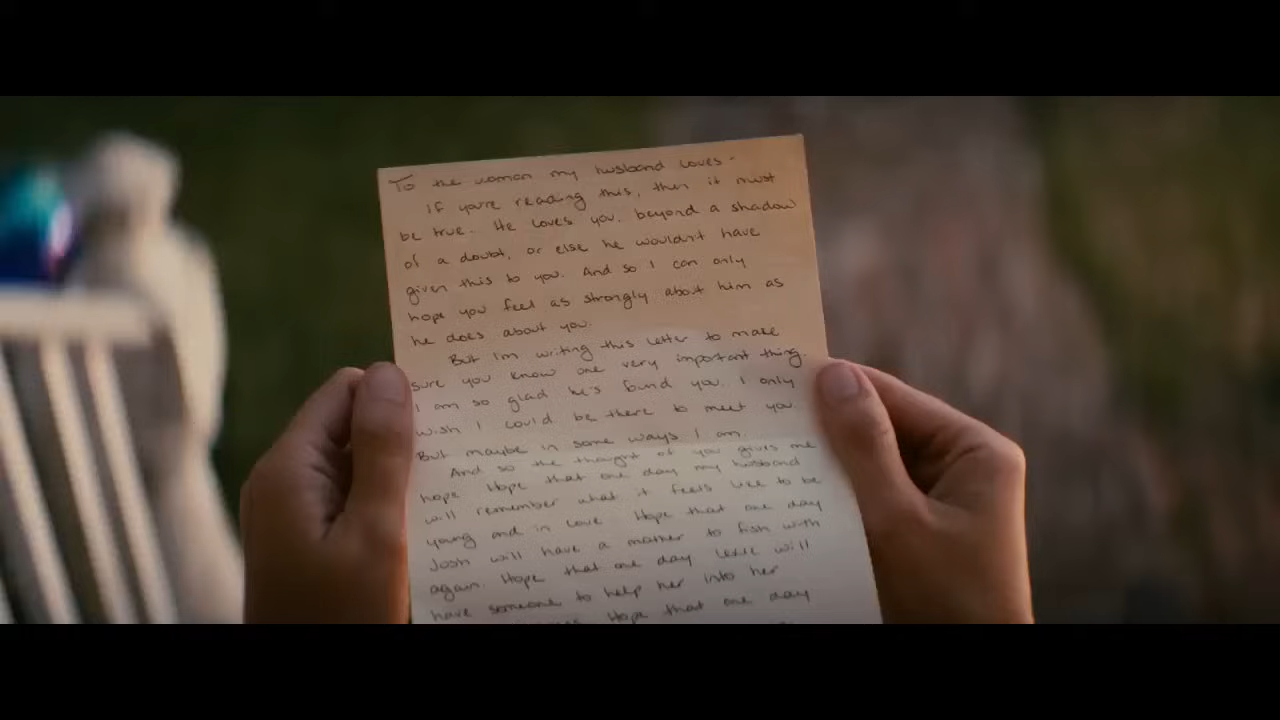 To the woman my husband loves-
If you're reading this, then it must
be true. He loves you. beyond a shadow
of a doubt, or else he wouldn't have
given this to you. And so I can only
hope you feel as strongly about him as
he does about you.
But I'm writing this letter to make
sure you know one very important thing.
I am so glad he's found you. I only
wish I could be there to meet you.
But maybe in some ways I am.
And so the thought of you gives me
hope. Hope that one day my husband
will remember what it feels like to be
young and in love. Hope that one day
Josh will have a mother to fish with
again. Hope that one day Lexie will
have someone to help her into her
Hope that one day